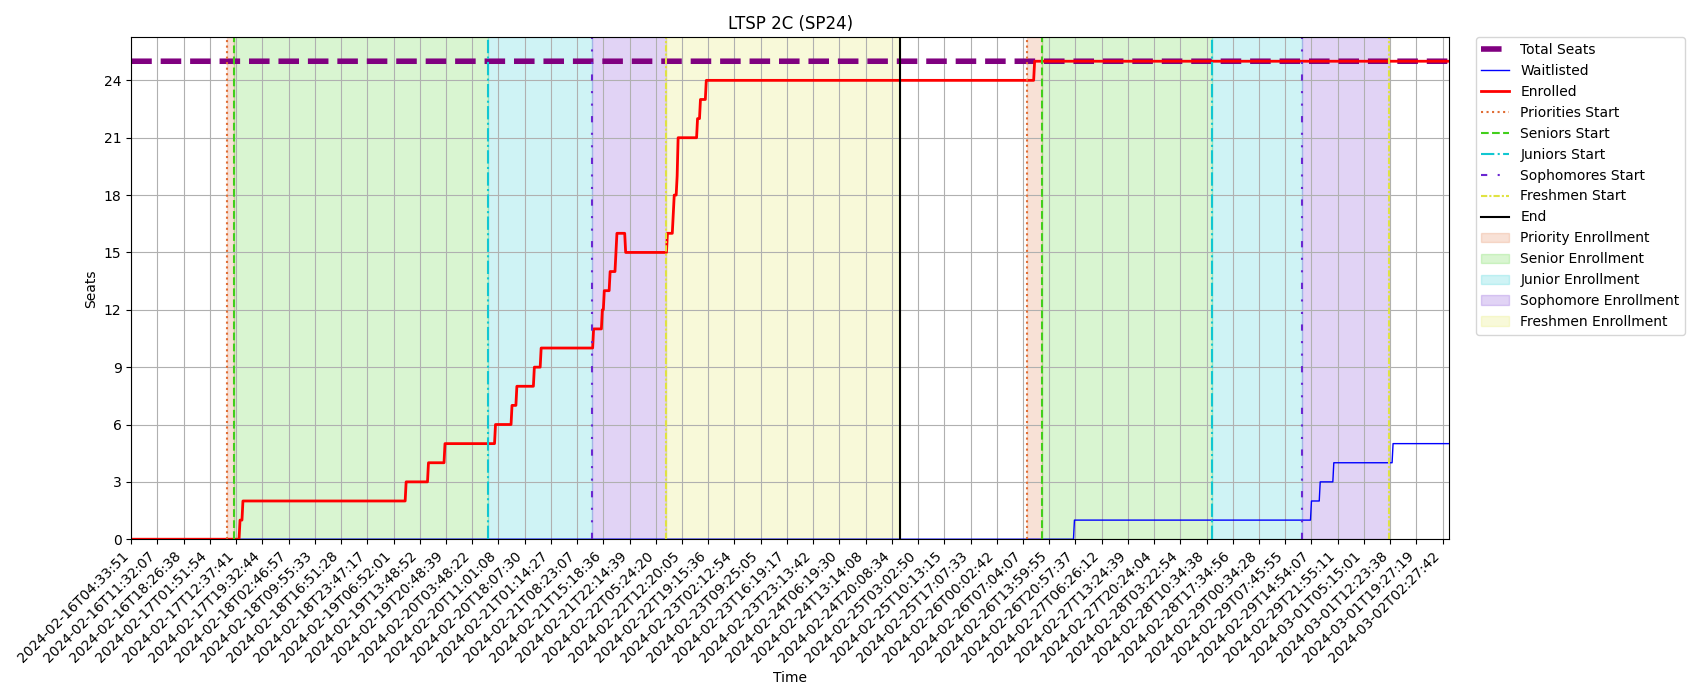 LTSP 2C (SP24)
Seats
24
21
18
15
12
9
6
3
0
2024-02-16T04:33:51
2024-02-16T11:32:07
2024-02-16T18:26:38
2024-02-17T01:51:54
2024-02-17T12:37:41
2024-02-17T19:32:44
2024-02-18T02:46:57
2024-02-18T09:55:33
2024-02-18T16:51:28
2024-02-18T23:47:17
2024-02-19T06:52:01
2024-02-19T13:48:52
2024-02-19T20:48:39
2024-02-20T03:48:22
2024-02-20T11:01:08
2024-02-20T18:07:30
2024-02-21T01:14:27
2024-02-21T08:23:07
2024-02-21T15:18:36
2024-02-21T22:14:39
2024-02-22T05:24:20
2024-02-22T12:20:05
2024-02-22T19:15:36
2024-02-23T02:12:54
2024-02-23T09:25:05
2024-02-23T16:19:17
2024-02-23T23:13:42
2024-02-24T06:19:30
2024-02-24T13:14:08
2024-02-24T20:08:34
2024-02-25T03:02:50
2024-02-25T10:13:15
2024-02-25T17:07:33
2024-02-26T00:02:42
2024-02-26T07:04:07
2024-02-26T13:59:55
2024-02-26T20:57:37
2024-02-27T06:26:12
2024-02-27T13:24:39
2024-02-27T20:24:04
2024-02-28T03:22:54
2024-02-28T10:34:38
2024-02-28T17:34:56
2024-02-29T00:34:28
2024-02-29T07:45:55
2024-02-29T14:54:07
2024-02-29T21:55:11
2024-03-01T05:15:01
2024-03-01T12:23:38
2024-03-01T19:27:19
2024-03-02T02:27:42
Time
Total Seats
Waitlisted
Enrolled
Priorities Start
Seniors Start
Juniors Start
Sophomores Start
Freshmen Start
End
Priority Enrollment
Senior Enrollment
Junior Enrollment
Sophomore Enrollment
Freshmen Enrollment